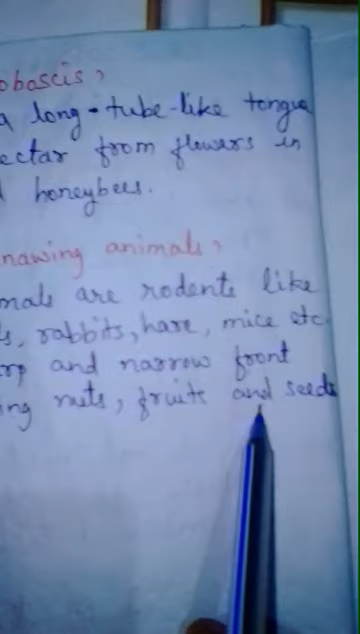 oboscis,
a long-tube-like tongue
ectar from flowers in
d honeybees.
nawing animals,
mals are rodents like
s, rabbits, hare, mice etc.
rp and narrow front
ing nuts, fruits and seeds